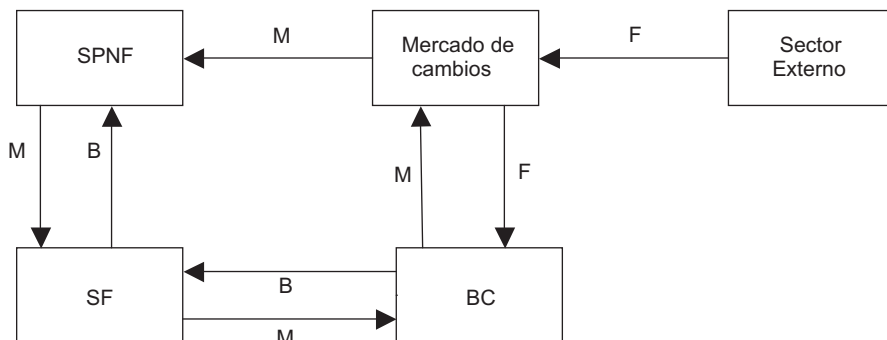 SPNF
M
Mercado de
cambios
F
Sector
Externo
M
B
M
F
SF
B
BC
M